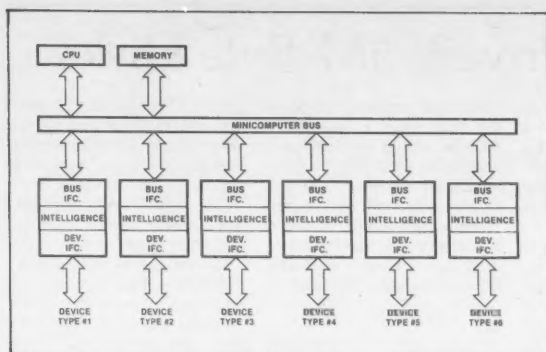 CPU
MEMORY
MINICOMPUTER BUS
BUS BUS BUS BUS BUS BUS
IFC. IFC. IFC. IFC. IFC. IFC.
INTELLIGENCE INTELLIGENCE INTELLIGENCE INTELLIGENCE INTELLIGENCE INTELLIGENCE
DEV. DEV. DEV. DEV. DEV. DEV.
IFC. IFC. IFC. IFC. IFC. IFC.
DEVICE DEVICE DEVICE DEVICE DEVICE DEVICE
TYPE #1 TYPE #2 TYPE #3 TYPE #4 TYPE #5 TYPE #6